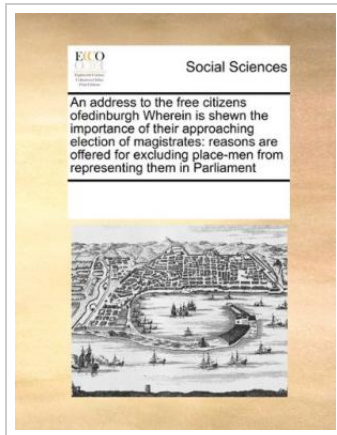 ECCO
Social Sciences
An address to the free citizens
ofedinburgh Wherein is shewn the
importance of their approaching
election of magistrates: reasons are
offered for excluding place-men from
representing them in Parliament